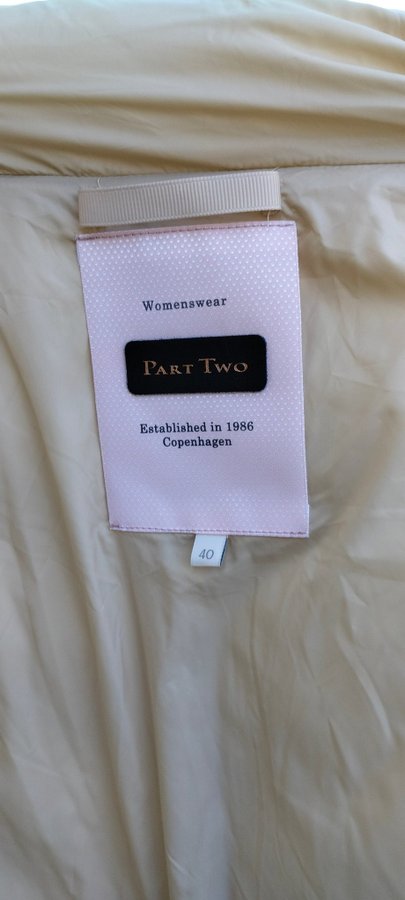 Womenswear
PART TWO
Established in 1986
Copenhagen
40